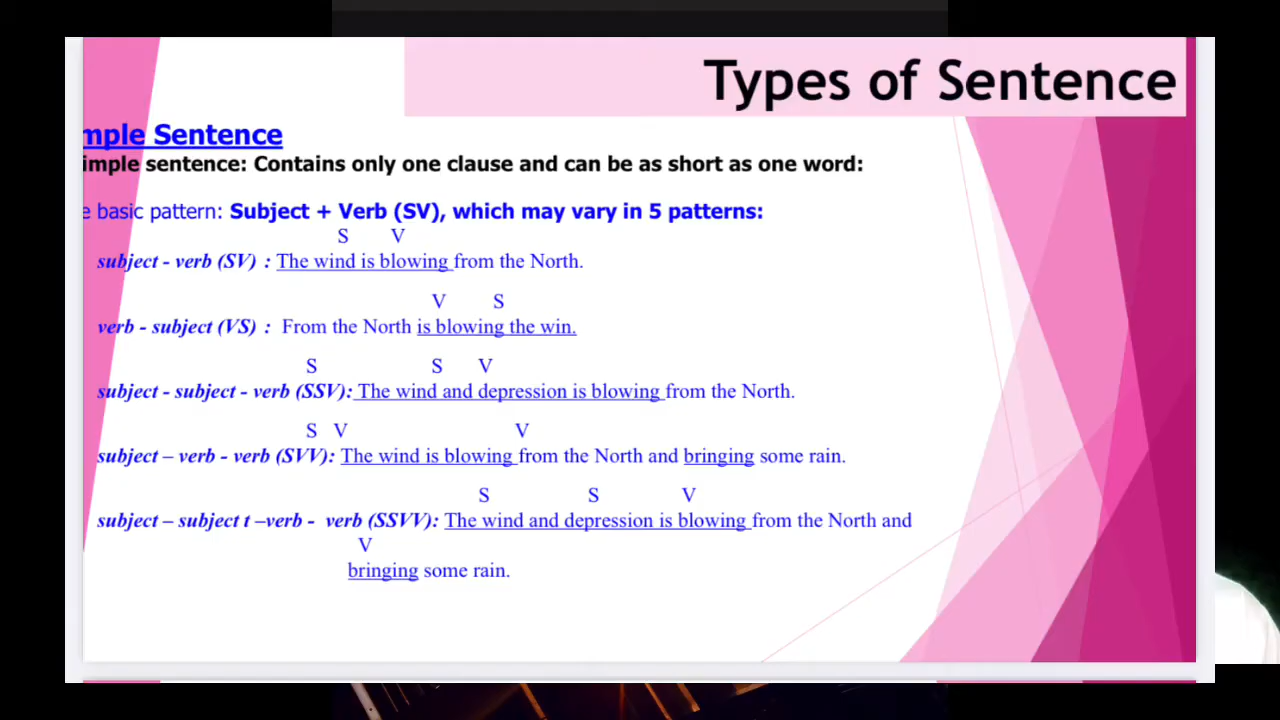 Types of Sentence
mple Sentence
imple sentence: Contains only one clause and can be as short as one word:
e basic pattern: Subject + Verb (SV), which may vary in 5 patterns:
S V
subject - verb (SV) : The wind is blowing from the North.
V S
verb - subject (VS) : From the North is blowing the win.
S S V
subject - subject - verb (SSV): The wind and depression is blowing from the North.
S V V
subject – verb - verb (SVV): The wind is blowing from the North and bringing some rain.
S S V
subject – subject t –verb - verb (SSVV): The wind and depression is blowing from the North and
V
bringing some rain.